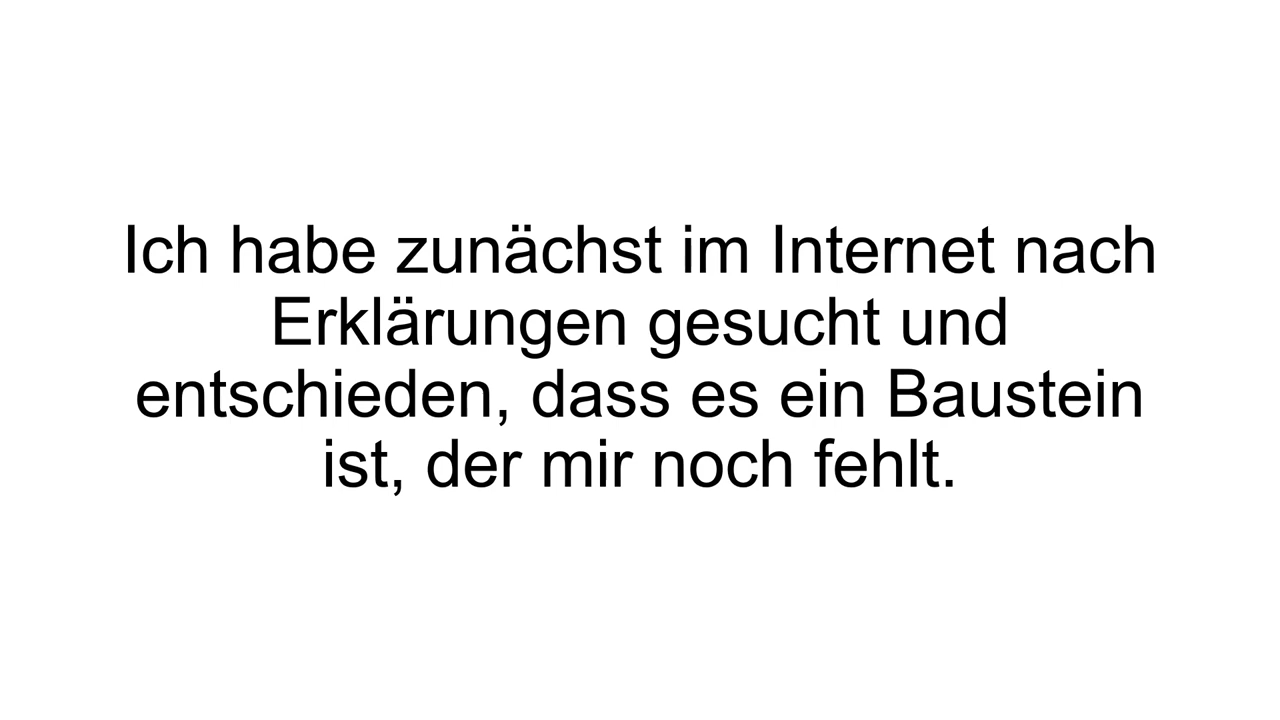 Ich habe zunächst im Internet nach
Erklärungen gesucht und
entschieden, dass es ein Baustein
ist, der mir noch fehlt.